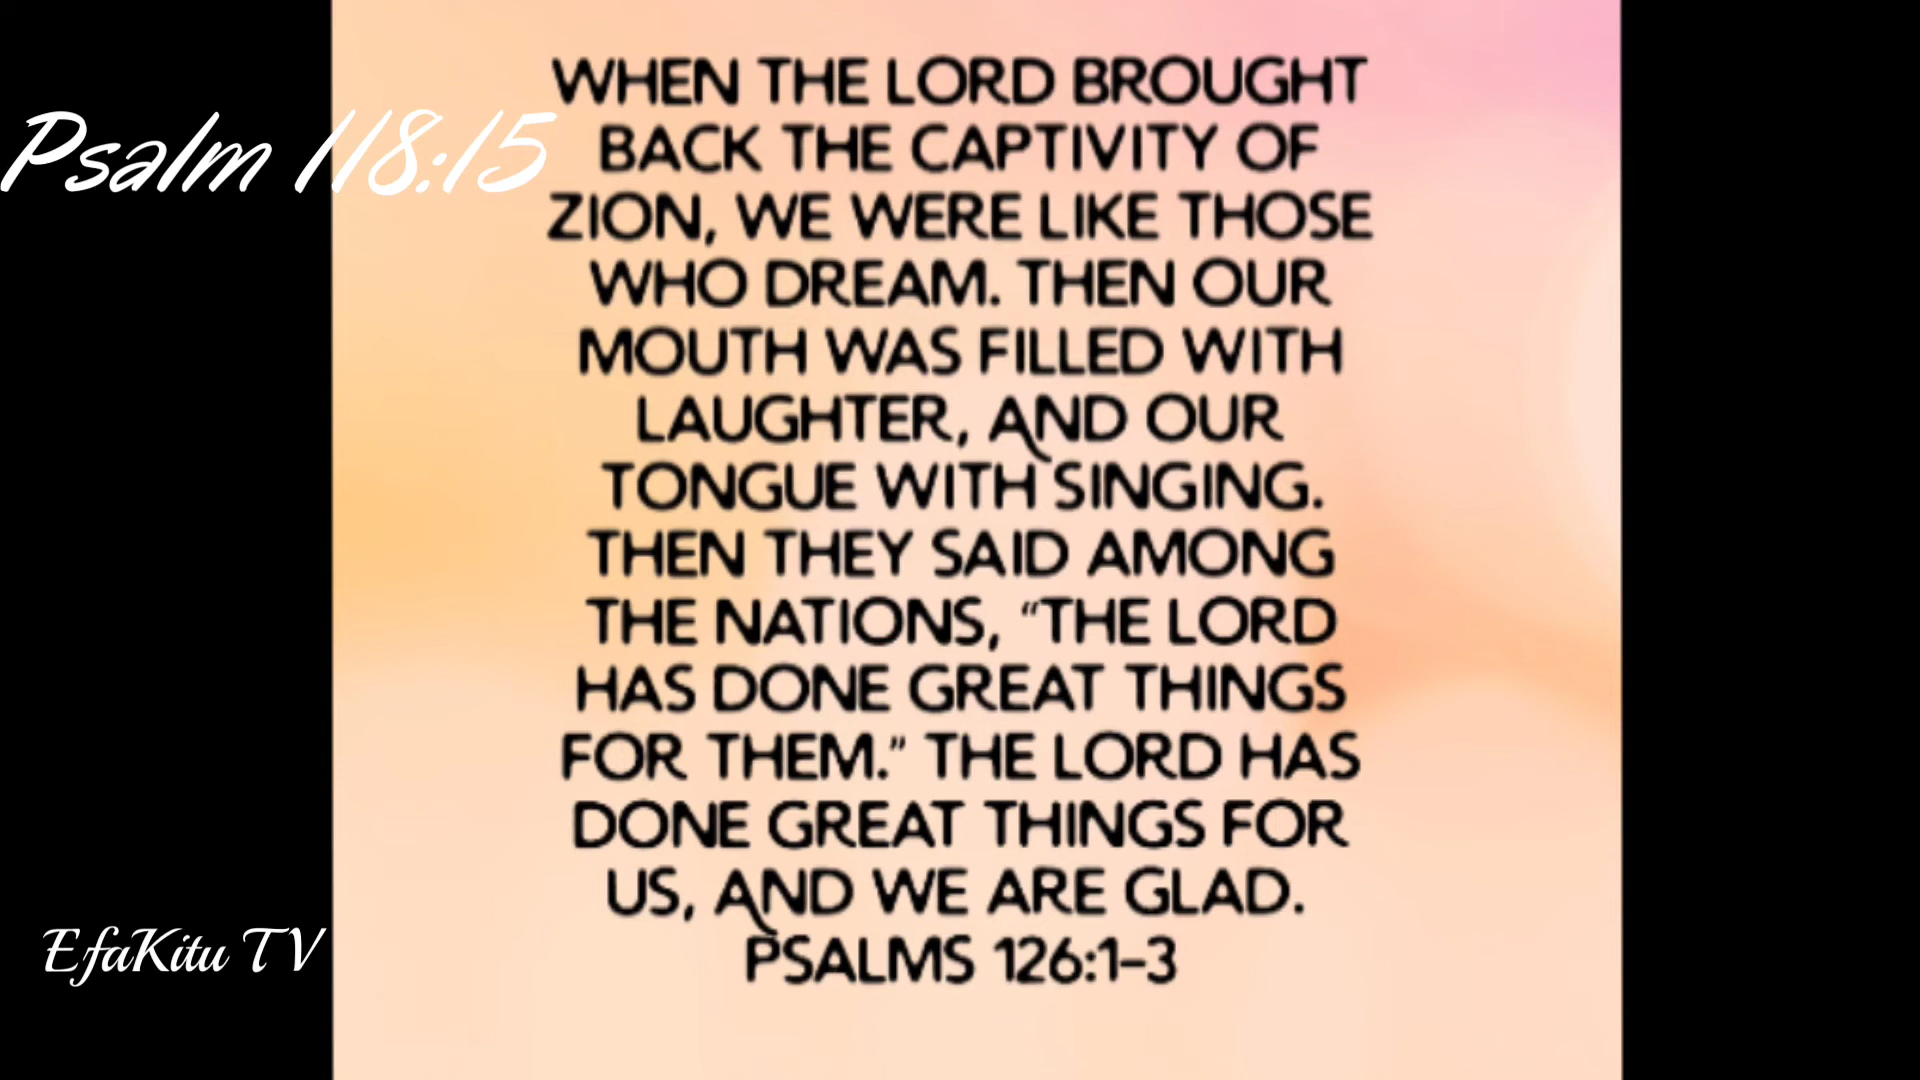 WHEN THE LORD BROUGHT
Psalm 118:15
BACK THE CAPTIVITY OF
ZION, WE WERE LIKE THOSE
WHO DREAM. THEN OUR
MOUTH WAS FILLED WITH
LAUGHTER, AND OUR
TONGUE WITH SINGING.
THEN THEY SAID AMONG
THE NATIONS, “THE LORD
HAS DONE GREAT THINGS
FOR THEM.” THE LORD HAS
DONE GREAT THINGS FOR
US, AND WE ARE GLAD.
PSALMS 126:1–3
EfaKitu TV